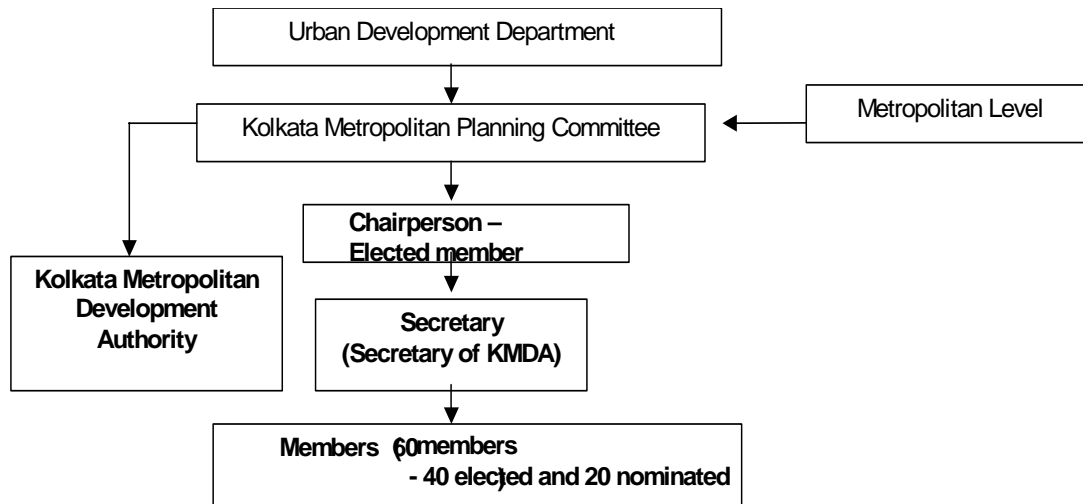 Urban Development Department
Metropolitan Level
Kolkata Metropolitan Planning Committee
Chairperson –
Elected member
Kolkata Metropolitan
Development
Authority
Secretary
(Secretary of KMDA)
Members (60 members
- 40 elected and 20 nominated)